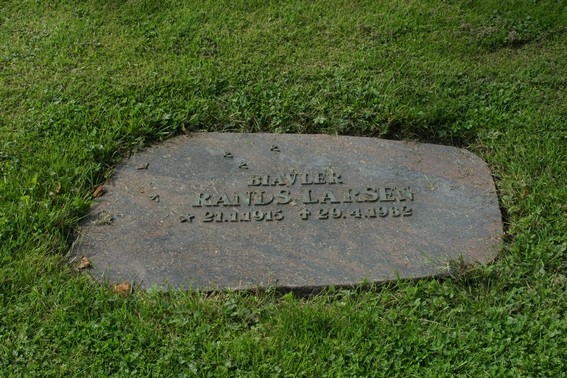 BIAVLER
RANDS LARSEN
★ 21.1.1915 ✝ 29.4.1982